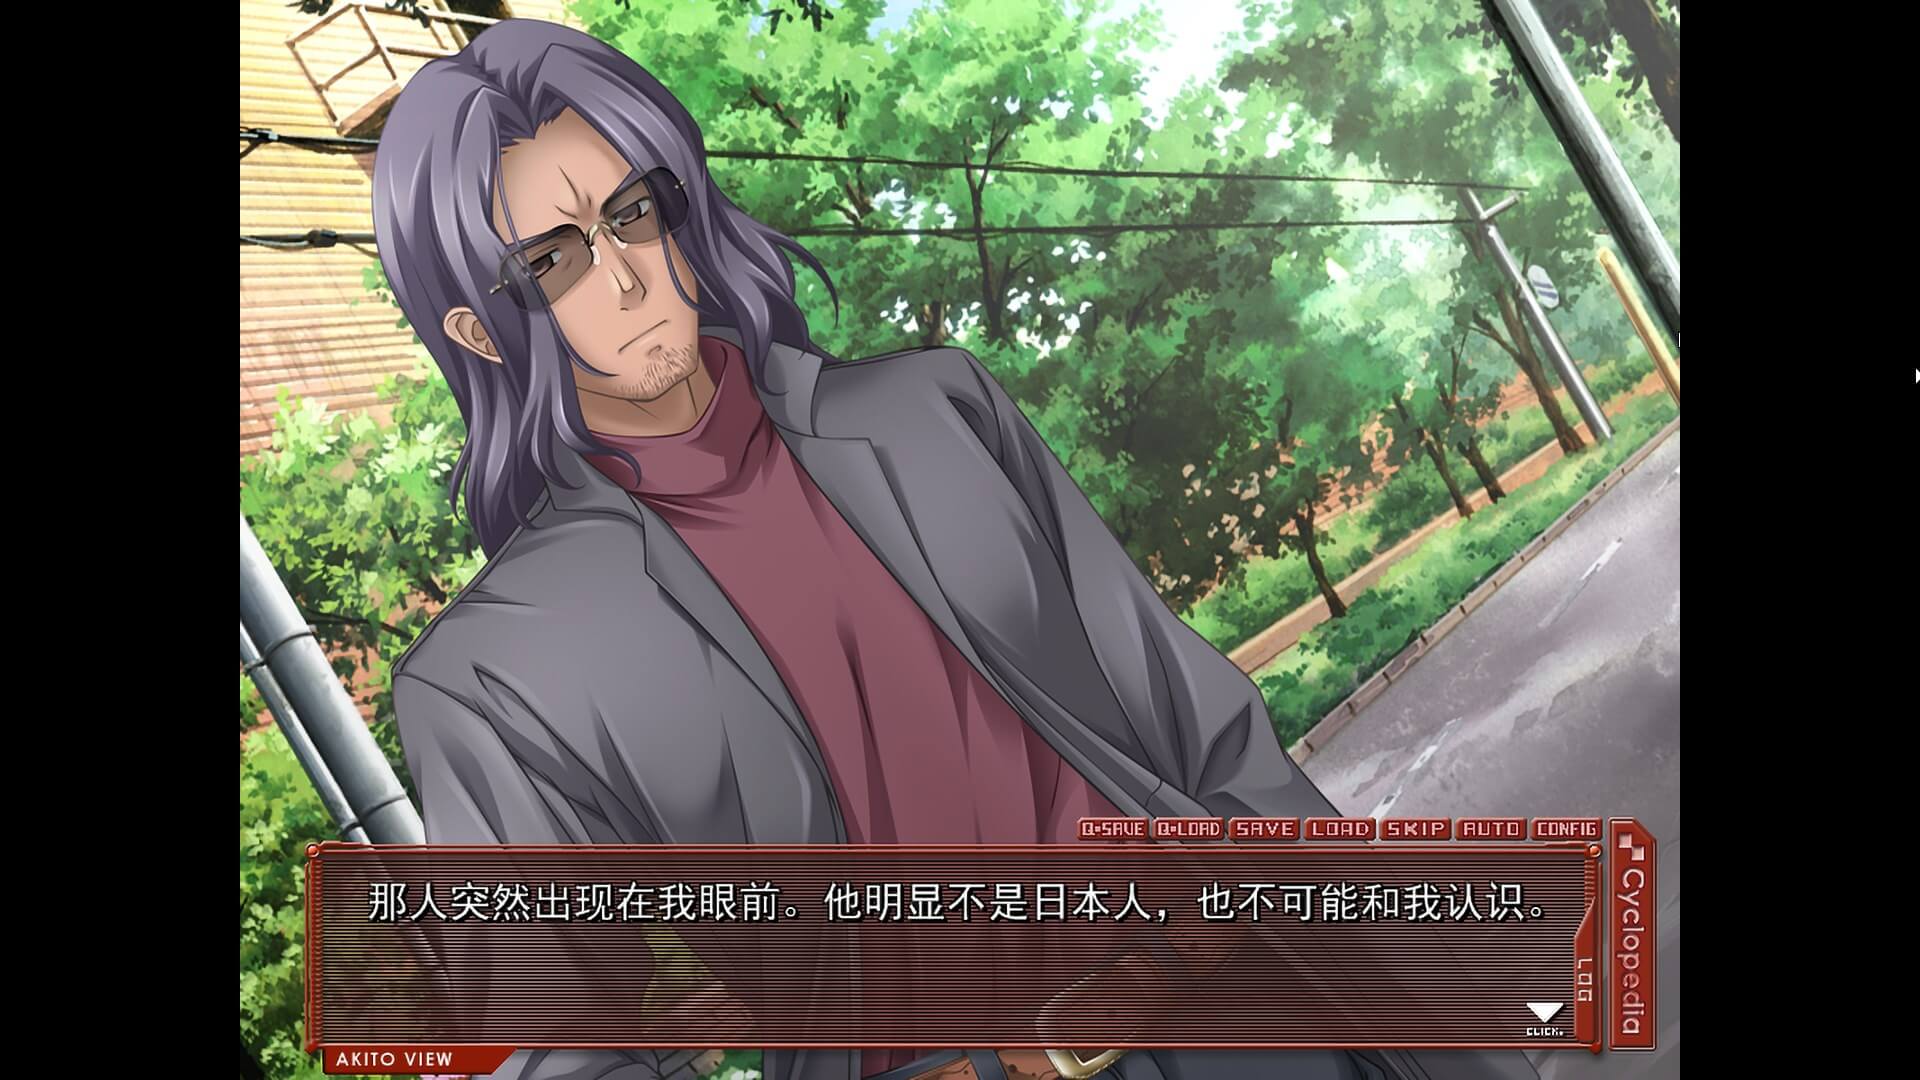 Q-SAVE Q-LOAD SAVE LOAD SKIP AUTO CONFIG
那人突然出现在我眼前。他明显不是日本人，也不可能和我认识。
Cyclopedia
LOG
CLICK.
AKITO VIEW